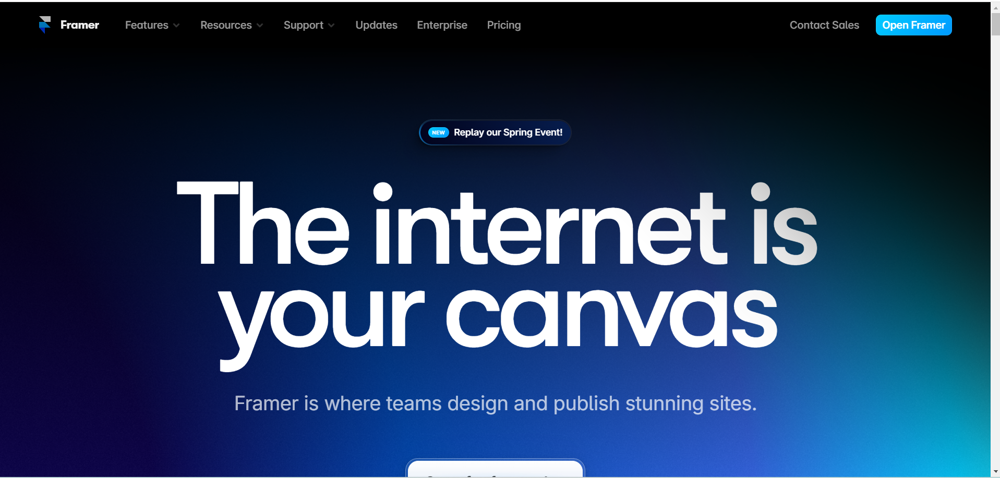 Framer Features Resources Support Updates Enterprise Pricing Contact Sales Open Framer
NEW Replay our Spring Event!
The internet is
your canvas
Framer is where teams design and publish stunning sites.